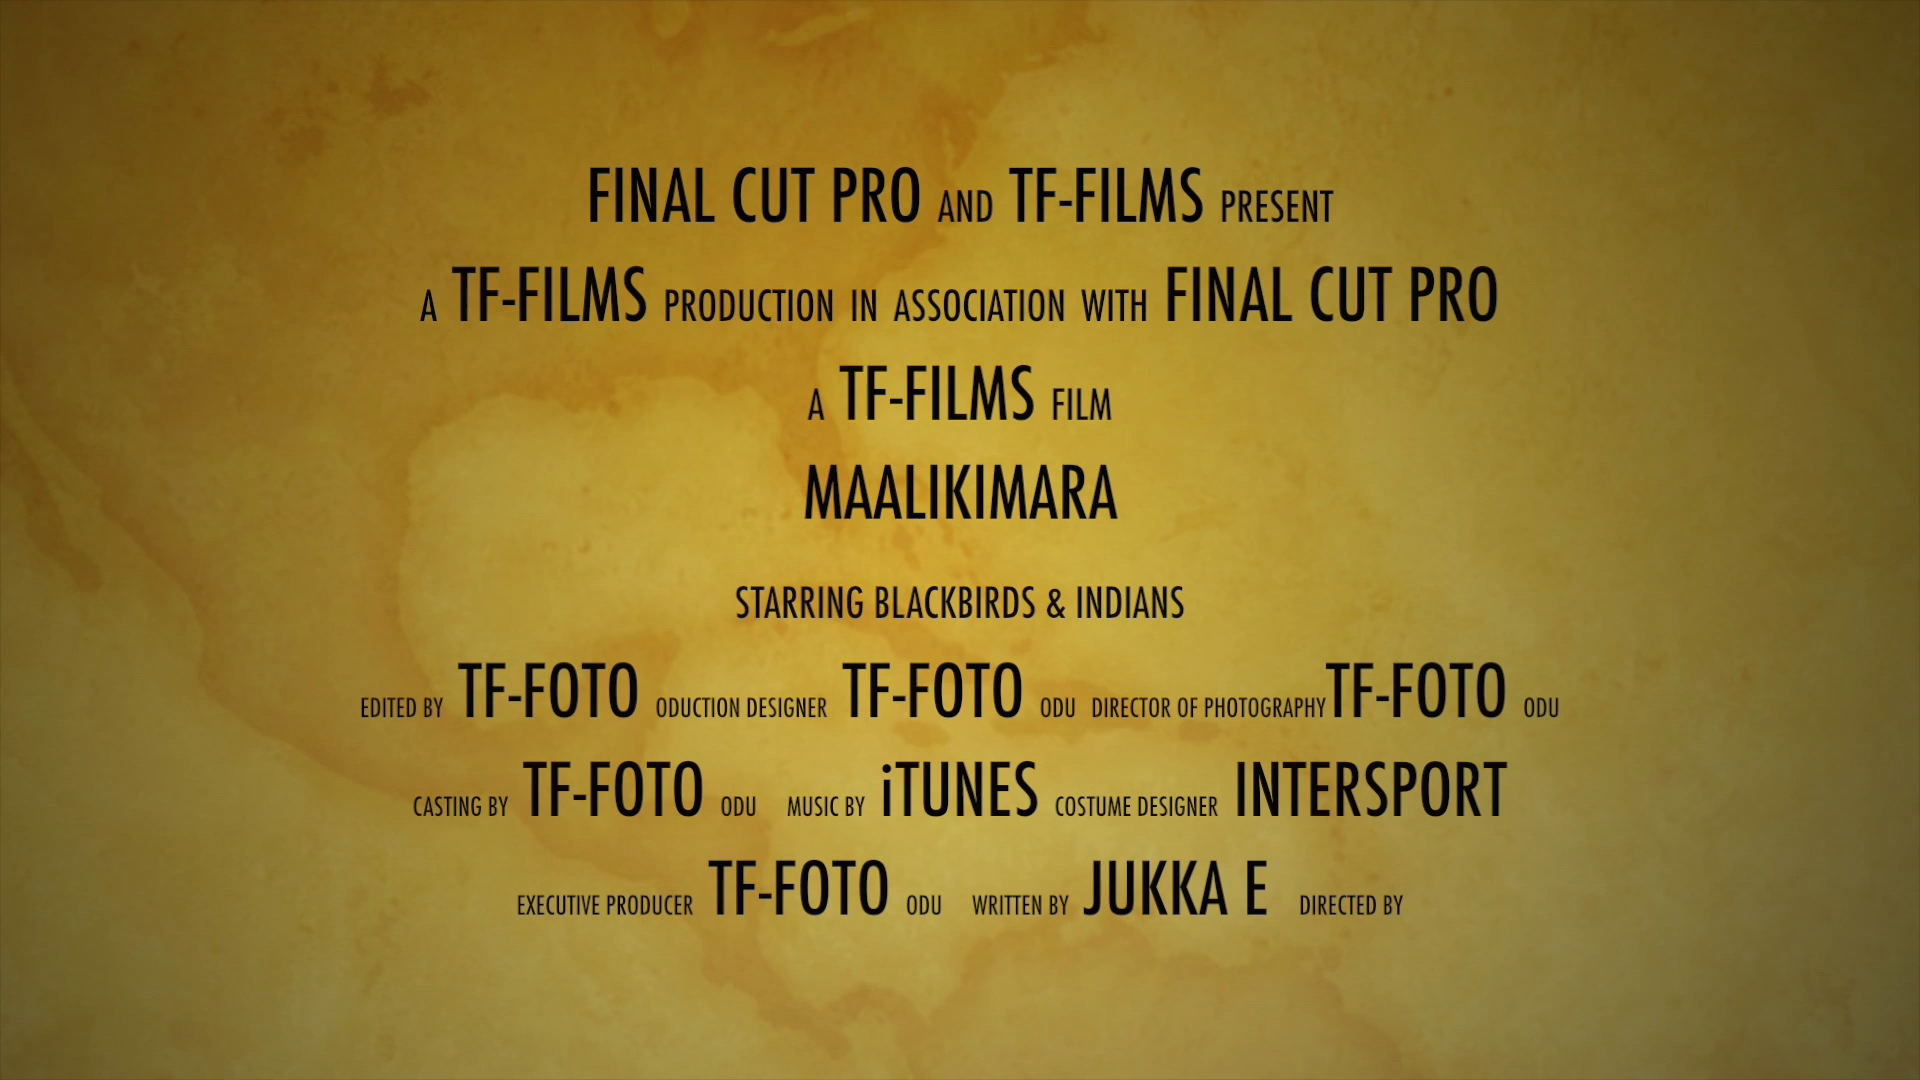 FINAL CUT PRO AND TF-FILMS PRESENT
A TF-FILMS PRODUCTION IN ASSOCIATION WITH FINAL CUT PRO
A TF-FILMS FILM
MAALIKIMARA
STARRING BLACKBIRDS & INDIANS
EDITED BY TF-FOTO ODUCTION DESIGNER TF-FOTO ODU DIRECTOR OF PHOTOGRAPHY TF-FOTO ODU
CASTING BY TF-FOTO ODU MUSIC BY iTUNES COSTUME DESIGNER INTERSPORT
EXECUTIVE PRODUCER TF-FOTO ODU WRITTEN BY JUKKA E DIRECTED BY